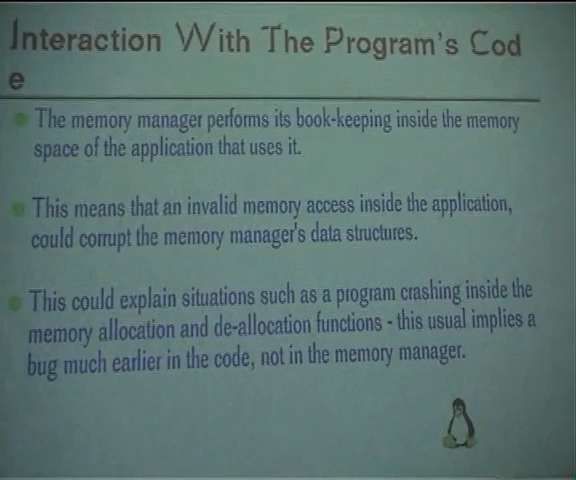 Interaction With The Program's Cod
e
The memory manager performs its book-keeping inside the memory
space of the application that uses it.
This means that an invalid memory access inside the application,
could corrupt the memory manager's data structures.
This could explain situations such as a program crashing inside the
memory allocation and de-allocation functions - this usual implies a
bug much earlier in the code, not in the memory manager.